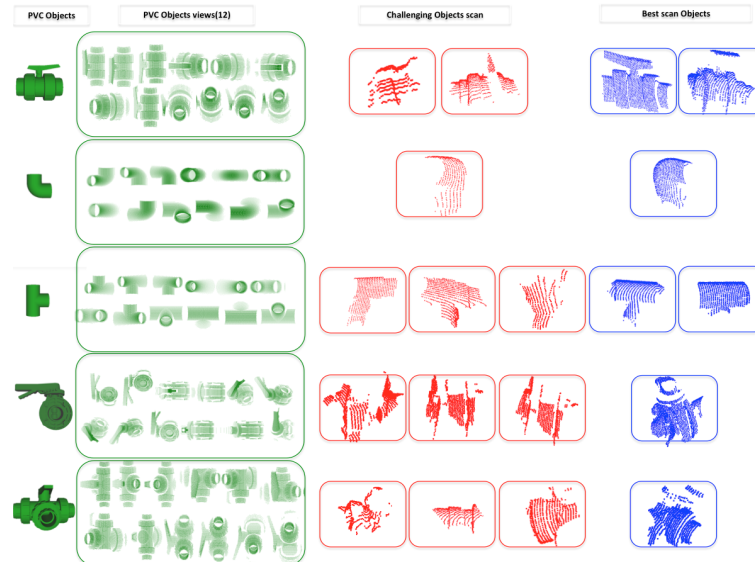 PVC Objects
PVC Objects views(12)
Challenging Objects scan
Best scan Objects